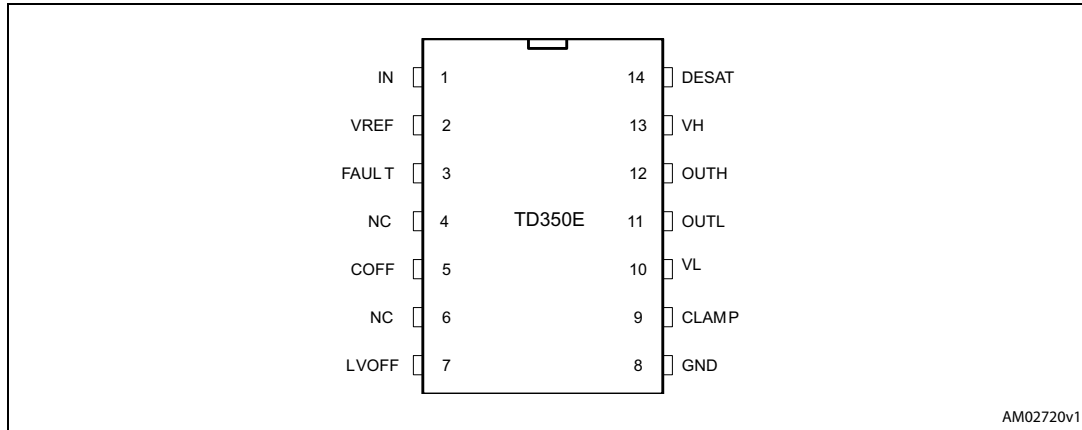 IN 1 14 DESAT
VREF 2 13 VH
FAULT 3 12 OUTH
NC 4 TD350E 11 OUTL
COFF 5 10 VL
NC 6 9 CLAMP
LVOFF 7 8 GND
AM02720v1